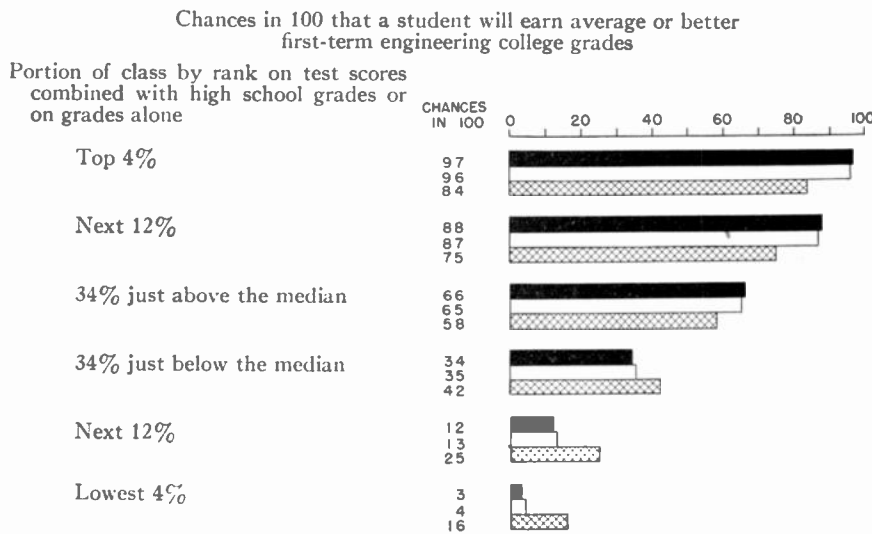 Chances in 100 that a student will earn average or better
first-term engineering college grades
Portion of class by rank on test scores
combined with high school grades or
on grades alone
CHANCES
IN 100
0 20 40 60 80 100
Top 4%
97
96
84
Next 12%
88
87
75
34% just above the median
66
65
58
34% just below the median
34
35
42
Next 12%
12
13
25
Lowest 4%
3
4
16